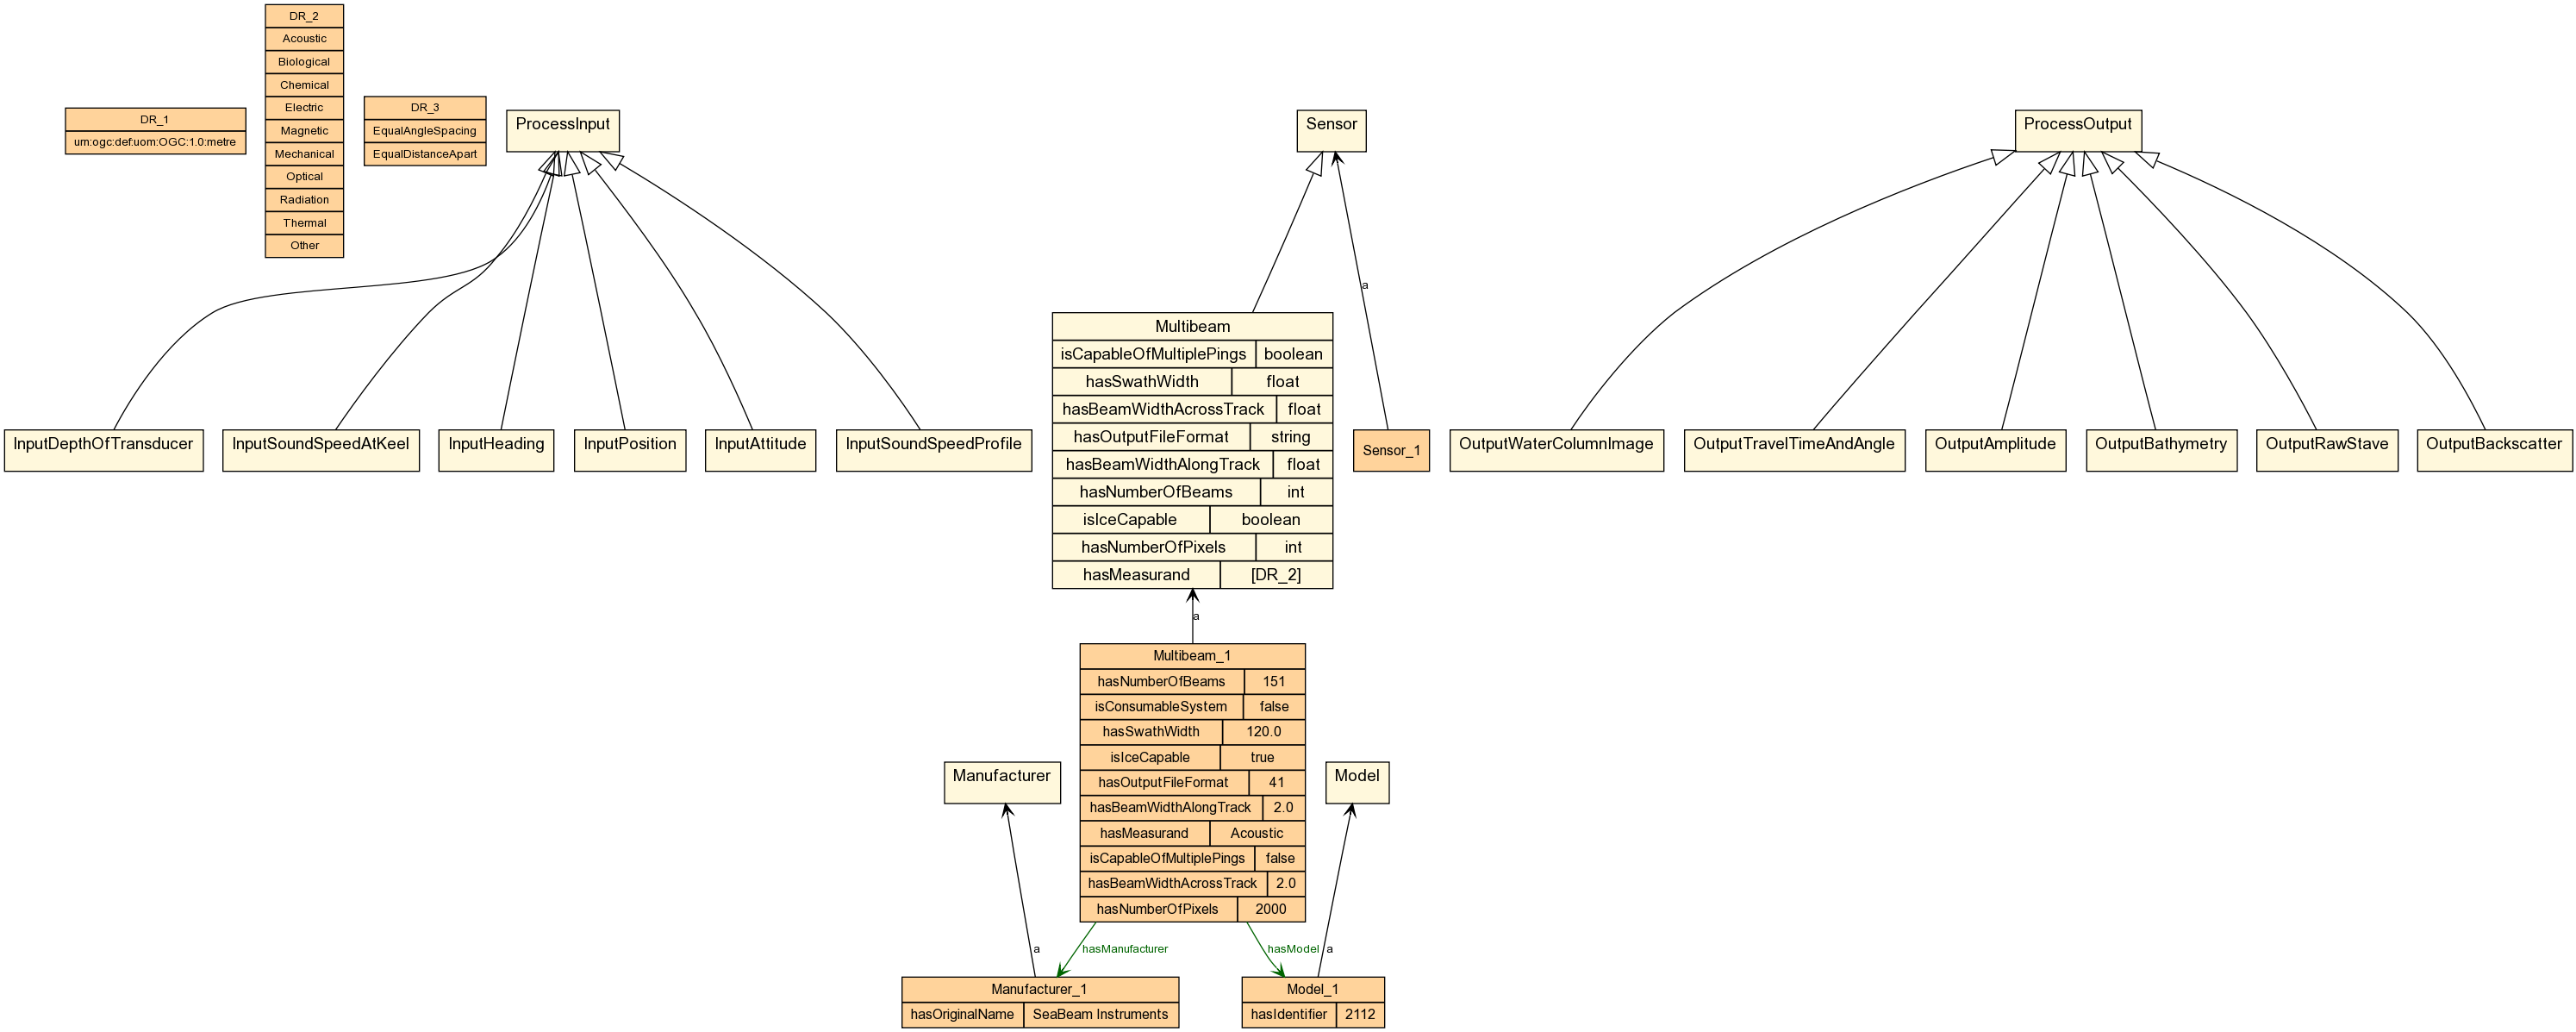 DR_1
urn:ogc:def:uom:OGC:1.0:metre
DR_2
Acoustic
Biological
Chemical
Electric
Magnetic
Mechanical
Optical
Radiation
Thermal
Other
DR_3
EqualAngleSpacing
EqualDistanceApart
ProcessInput
Sensor
ProcessOutput
a
InputDepthOfTransducer
InputSoundSpeedAtKeel
InputHeading
InputPosition
InputAttitude
InputSoundSpeedProfile
Multibeam
isCapableOfMultiplePings boolean
hasSwathWidth float
hasBeamWidthAcrossTrack float
hasOutputFileFormat string
hasBeamWidthAlongTrack float
hasNumberOfBeams int
isIceCapable boolean
hasNumberOfPixels int
hasMeasurand [DR_2]
Sensor_1
OutputWaterColumnImage
OutputTravelTimeAndAngle
OutputAmplitude
OutputBathymetry
OutputRawStave
OutputBackscatter
a
Multibeam_1
hasNumberOfBeams 151
isConsumableSystem false
hasSwathWidth 120.0
isIceCapable true
hasOutputFileFormat 41
hasBeamWidthAlongTrack 2.0
hasMeasurand Acoustic
isCapableOfMultiplePings false
hasBeamWidthAcrossTrack 2.0
hasNumberOfPixels 2000
Manufacturer
Model
a
hasManufacturer
hasModel
a
Manufacturer_1
hasOriginalName SeaBeam Instruments
Model_1
hasIdentifier 2112